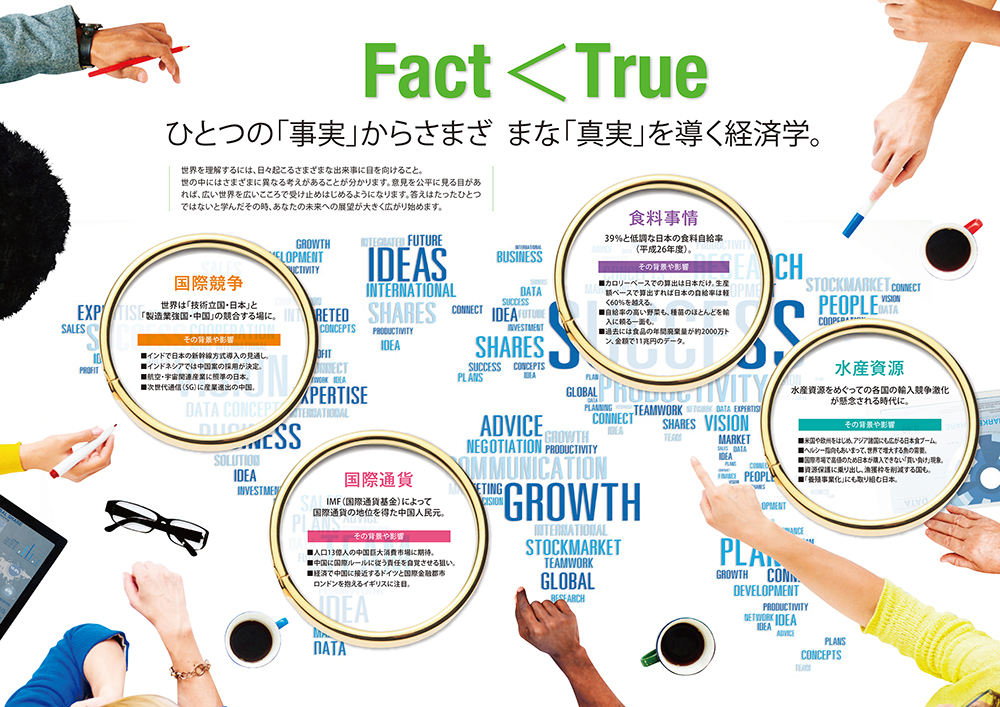 Fact＜True
ひとつの「事実」からさまざ まな「真実」を導く経済学。
世界を理解するには、日々起こるさまざまな出来事に目を向けること。
世の中にはさまざまに異なる考えがあることが分かります。意見を公平に見る目があ
れば、広い世界を広いこころで受け止めはじめるようになります。答えはたったひとつ
ではないと学んだその時、あなたの未来への展望が大きく広がり始めます。
国際競争
世界は「技術立国・日本」と
「製造業強国・中国」の競合する場に。
その背景や影響
■インドで日本の新幹線方式導入の見通し。
■インドネシアでは中国案の採用が決定。
■航空・宇宙関連産業に照準の日本。
■次世代通信（5G）に産業進出の中国。
食料事情
39％と低調な日本の食料自給率
（平成26年度）。
その背景や影響
■カロリーベースでの算出は日本だけ。生産
額ベースで算出すれば日本の自給率は軽
く60％を越える。
■自給率の高い野菜も、種苗のほとんどを輸
入に頼る一面も。
■過去には食品の年間廃棄量が約2000万ト
ン、金額で11兆円のデータ。
水産資源
水産資源をめぐっての各国の輸入競争激化
が懸念される時代に。
その背景や影響
■米国や欧州をはじめ、アジア諸国にも広がる日本食ブーム。
■ヘルシー指向もあいまって、世界で増大する魚の需要。
■国際市場で高値のため日本が購入できない「買い負け」現象。
■資源保護に乗り出し、漁獲枠を削減する国も。
■「養殖事業化」にも取り組む日本。
国際通貨
IMF（国際通貨基金）によって
国際通貨の地位を得た中国人民元。
その背景や影響
■人口13億人の中国巨大消費市場に期待。
■中国に国際ルールに従う責任を自覚させる狙い。
■経済で中国に接近するドイツと国際金融都市
ロンドンを抱えるイギリスに注目。
GROWTH
INTEGRATED FUTURE
IDEAS
INTERNATIONAL
SHARES
CONNECT
CONCEPTS
PRODUCTIVITY
IDEA
SALES
PROFIT
EXPERTISE
INTERNATIONAL
DATA CONCEPTS
BUSINESS
SOLUTION
IDEA
PLANS
IDEA
DATA
INTERNATIONAL
BUSINESS
DATA
SUCCESS
CONNECT
IDEA
FUTURE
INVESTMENT
SHARES
IDEA
SUCCESS
CONNECT
PLANS
CONCEPTS
IDEA
SUCCESS
PRODUCTIVITY
GLOBAL
DATA
PLANNING
CONNECT
IDEA
TEAMWORK
SHARES
TEAM
NETWORK
DATA
EXPERTISE
VISION
MARKET
DATA
SALES
IDEA
PEOPLE
STOCKMARKET
CONNECT
PEOPLE
VISION
DATA
COOPERATION
ADVICE
NEGOTIATION
GROWTH
PRODUCTIVITY
COMMUNICATION
DECISION
GROWTH
INTERNATIONAL
STOCKMARKET
TEAMWORK
GLOBAL
RESEARCH
GROWTH
DEVELOPMENT
PRODUCTIVITY
NETWORK
IDEA
IDEA
ADVICE
PLANS
CONCEPTS
TEAM